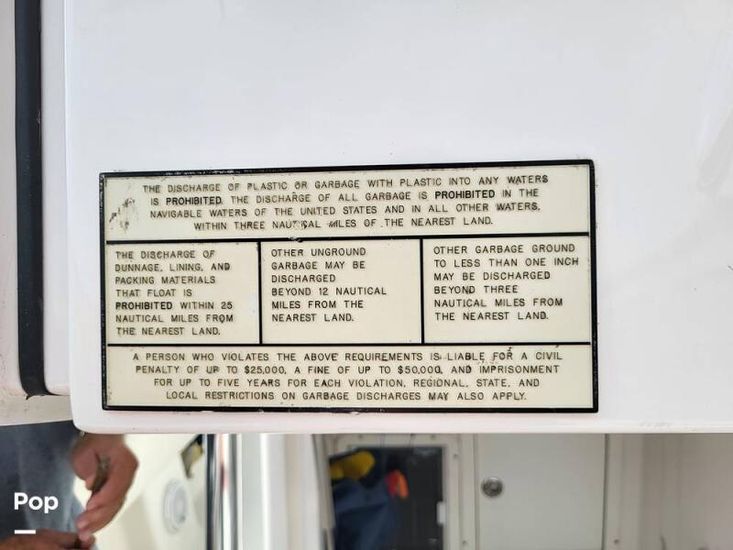 THE DISCHARGE OF PLASTIC OR GARBAGE WITH PLASTIC INTO ANY WATERS
IS PROHIBITED. THE DISCHARGE OF ALL GARBAGE IS PROHIBITED IN THE
NAVIGABLE WATERS OF THE UNITED STATES AND IN ALL OTHER WATERS,
WITHIN THREE NAUTICAL MILES OF THE NEAREST LAND.
THE DISCHARGE OF
DUNNAGE, LINING, AND
PACKING MATERIALS
THAT FLOAT IS
PROHIBITED WITHIN 25
NAUTICAL MILES FROM
THE NEAREST LAND.
OTHER UNGROUND
GARBAGE MAY BE
DISCHARGED
BEYOND 12 NAUTICAL
MILES FROM THE
NEAREST LAND.
OTHER GARBAGE GROUND
TO LESS THAN ONE INCH
MAY BE DISCHARGED
BEYOND THREE
NAUTICAL MILES FROM
THE NEAREST LAND.
A PERSON WHO VIOLATES THE ABOVE REQUIREMENTS IS LIABLE FOR A CIVIL
PENALTY OF UP TO $25,000, A FINE OF UP TO $50,000, AND IMPRISONMENT
FOR UP TO FIVE YEARS FOR EACH VIOLATION, REGIONAL, STATE, AND
LOCAL RESTRICTIONS ON GARBAGE DISCHARGES MAY ALSO APPLY.
Pop